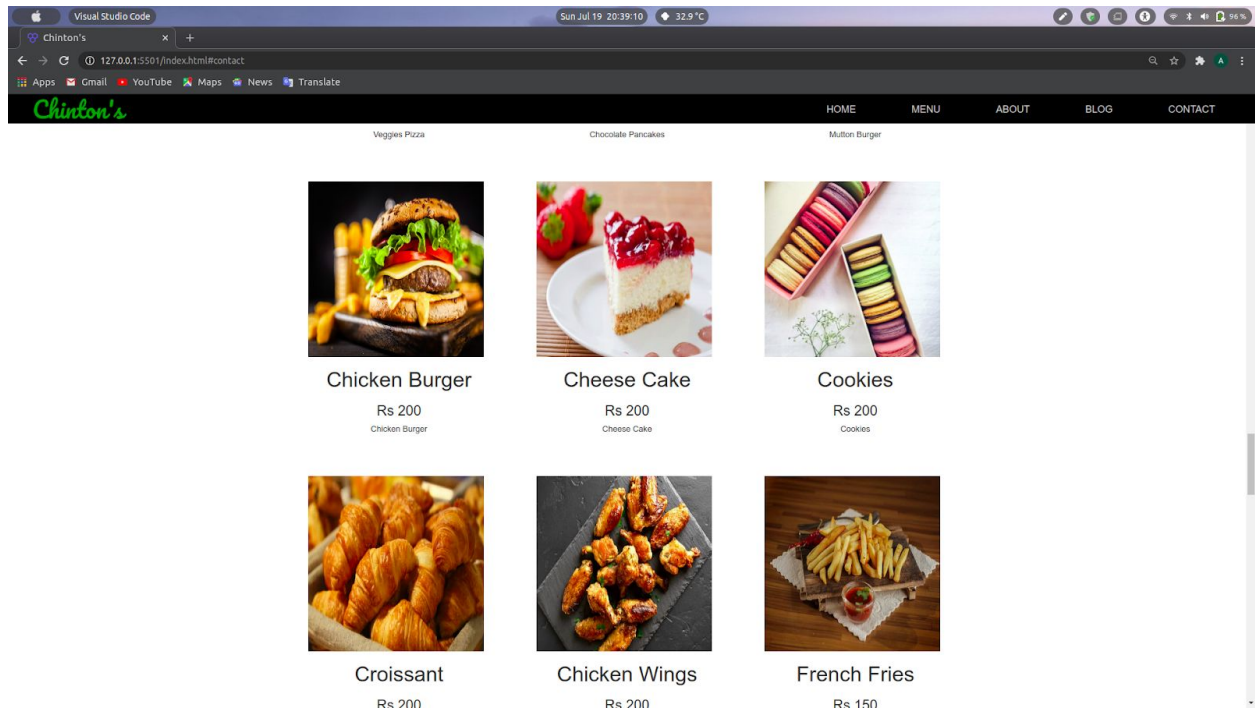 Visual Studio Code
Sun Jul 19 20:39:10
32.9 °C
96 %
Chinton's
127.0.0.1:5501/index.html#contact
A
Apps Gmail YouTube Maps News Translate
Chinton's
HOME MENU ABOUT BLOG CONTACT
Veggies Pizza Chocolate Pancakes Mutton Burger
Chicken Burger Cheese Cake Cookies
Rs 200 Rs 200 Rs 200
Chicken Burger Cheese Cake Cookies
Croissant Chicken Wings French Fries
Rs 200 Rs 200 Rs 150